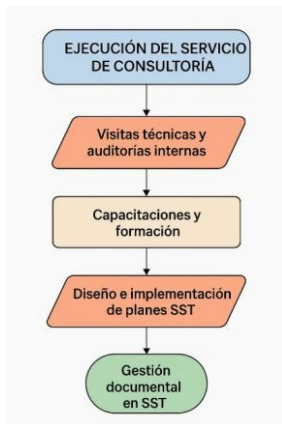 EJECUCIÓN DEL SERVICIO
DE CONSULTORÍA
Visitas técnicas y
auditorías internas
Capacitaciones y
formación
Diseño e implementación
de planes SST
Gestión
documental
en SST